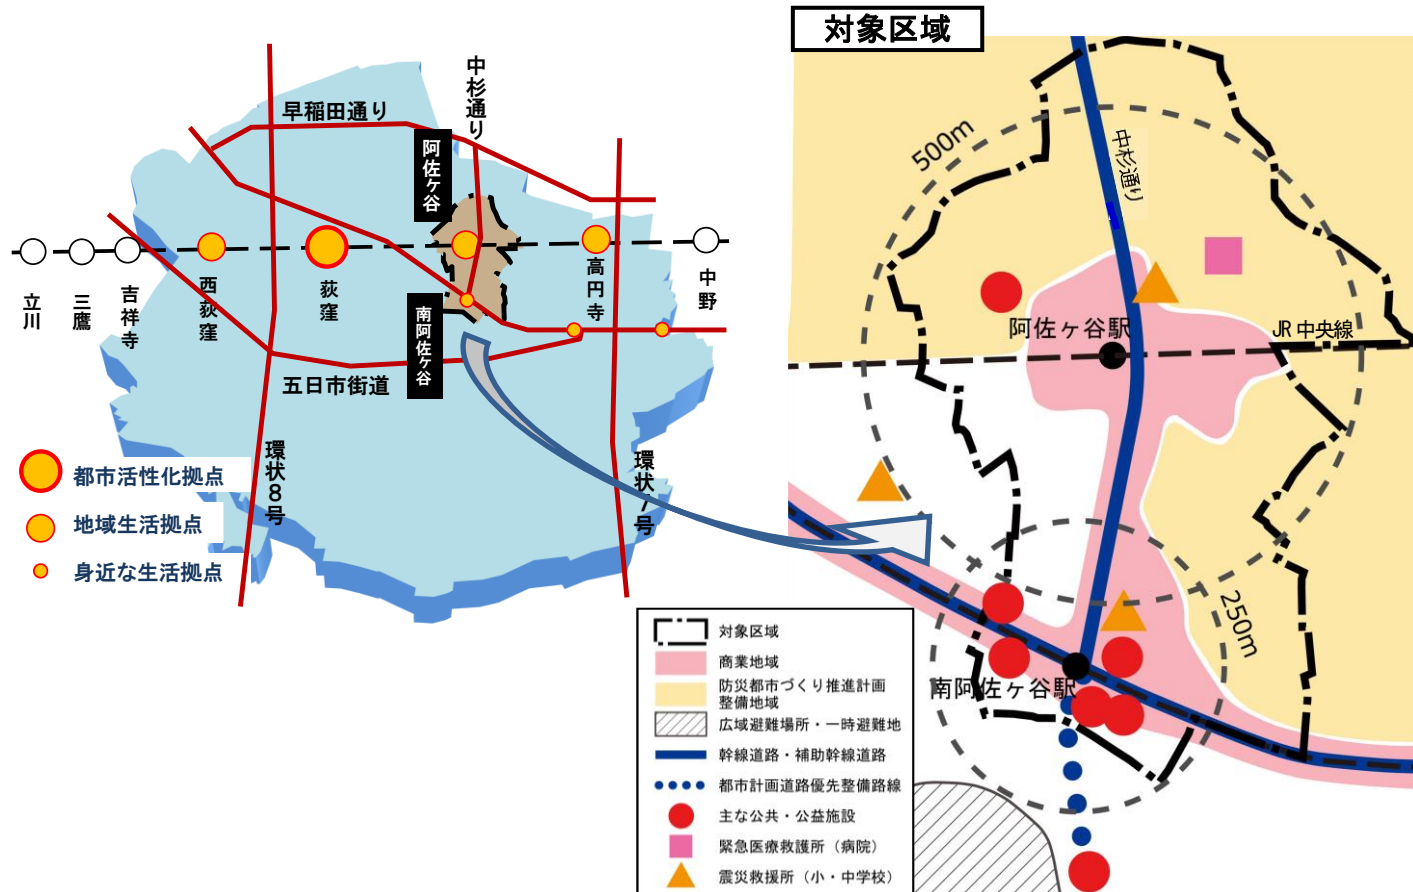 対象区域
中杉通り
早稲田通り
阿佐ケ谷
立川
三鷹
吉祥寺
西荻窪
荻窪
高円寺
中野
南阿佐ケ谷
五日市街道
環状8号
環状7号
都市活性化拠点
地域生活拠点
身近な生活拠点
500m
中杉通り
阿佐ヶ谷駅
JR 中央線
250m
南阿佐ヶ谷駅
対象区域
商業地域
防災都市づくり推進計画
整備地域
広域避難場所・一時避難地
幹線道路・補助幹線道路
都市計画道路優先整備路線
主な公共・公益施設
緊急医療救護所（病院）
震災救援所（小・中学校）